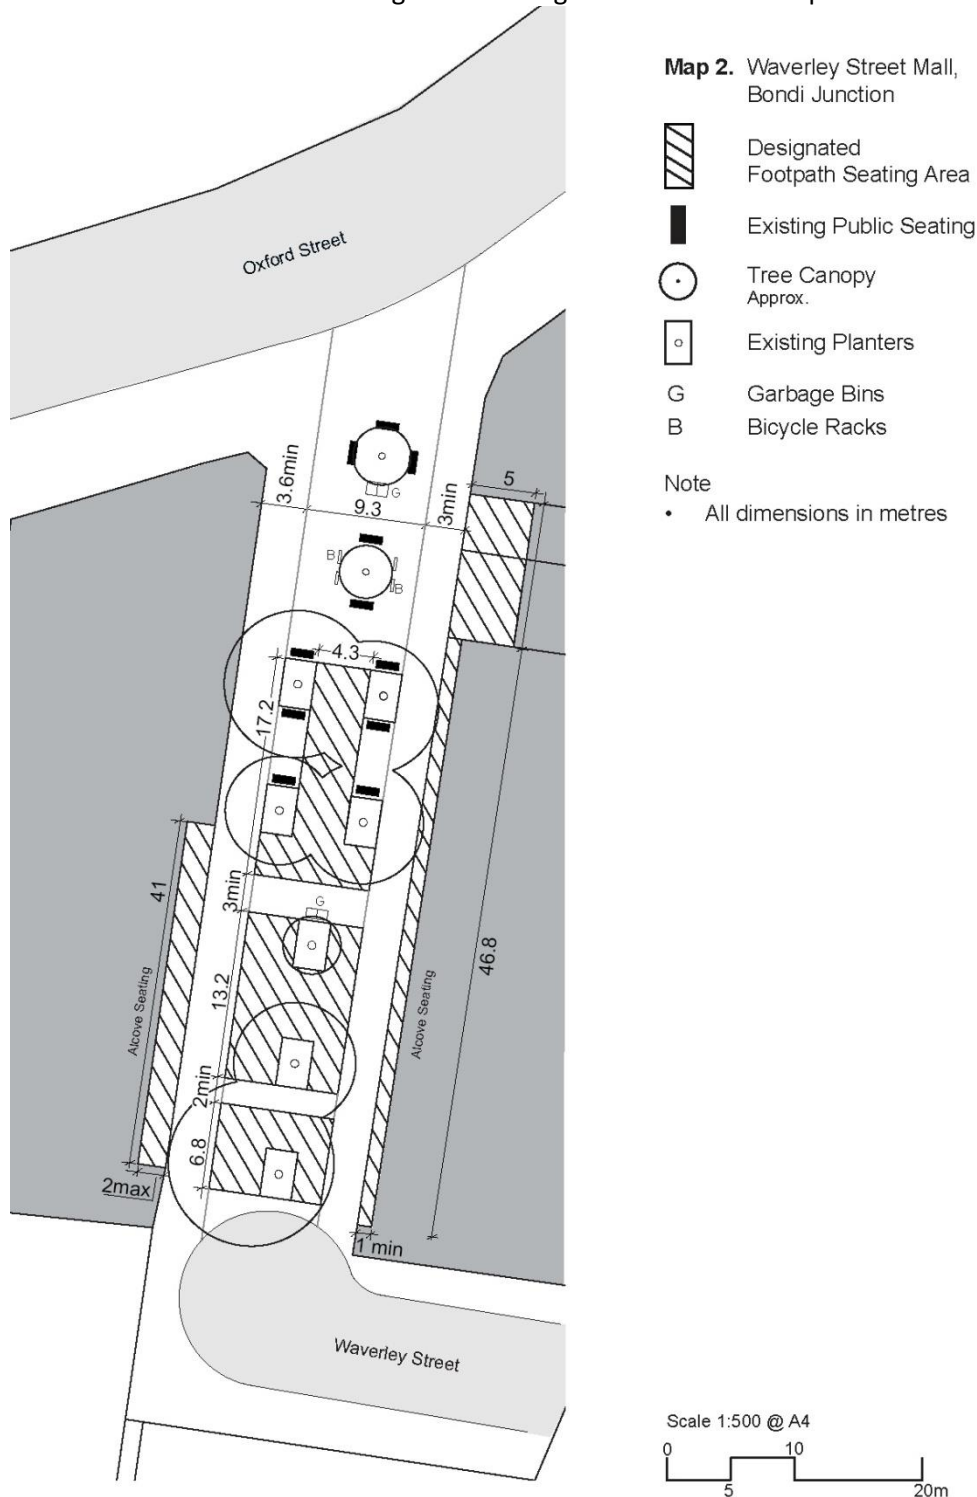 Map 2. Waverley Street Mall,
Bondi Junction
Designated
Footpath Seating Area
Existing Public Seating
Tree Canopy
Approx.
Existing Planters
G Garbage Bins
B Bicycle Racks
Note
• All dimensions in metres
Oxford Street
3.6min
9.3
3min
5
G
B
B
4.3
17.2
41
3min
G
46.8
13.2
Alcove Seating
Alcove Seating
2min
6.8
2max
1 min
Waverley Street
Scale 1:500 @ A4
0 10
5 20m